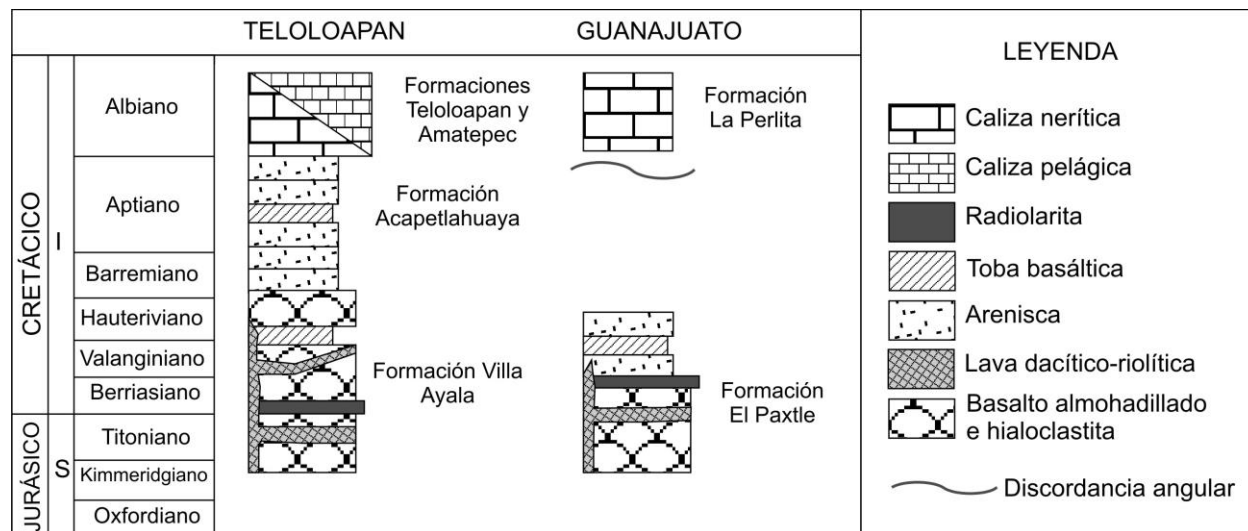 TELOLOAPAN
GUANAJUATO
LEYENDA
CRETÁCICO
I
JURÁSICO
S
Albiano
Aptiano
Barremiano
Hauteriviano
Valanginiano
Berriasiano
Titoniano
Kimmeridgiano
Oxfordiano
Formaciones
Teloloapan y
Amatepec
Formación
Acapetlahuaya
Formación Villa
Ayala
Formación
La Perlita
Formación
El Paxtle
Caliza nerítica
Caliza pelágica
Radiolarita
Toba basáltica
Arenisca
Lava dacítico-riolítica
Basalto almohadillado
e hialoclastita
Discordancia angular